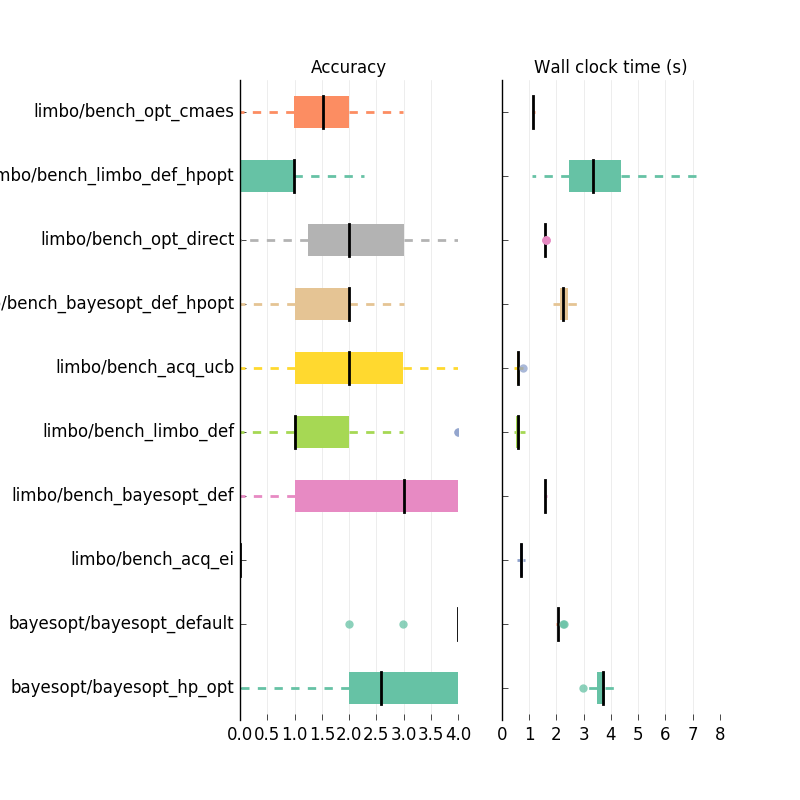 Accuracy
Wall clock time (s)
limbo/bench_opt_cmaes
mbo/bench_limbo_def_hpopt
limbo/bench_opt_direct
/bench_bayesopt_def_hpopt
limbo/bench_acq_ucb
limbo/bench_limbo_def
limbo/bench_bayesopt_def
limbo/bench_acq_ei
bayesopt/bayesopt_default
bayesopt/bayesopt_hp_opt
0.0 0.5 1.0 1.5 2.0 2.5 3.0 3.5 4.0
0 1 2 3 4 5 6 7 8